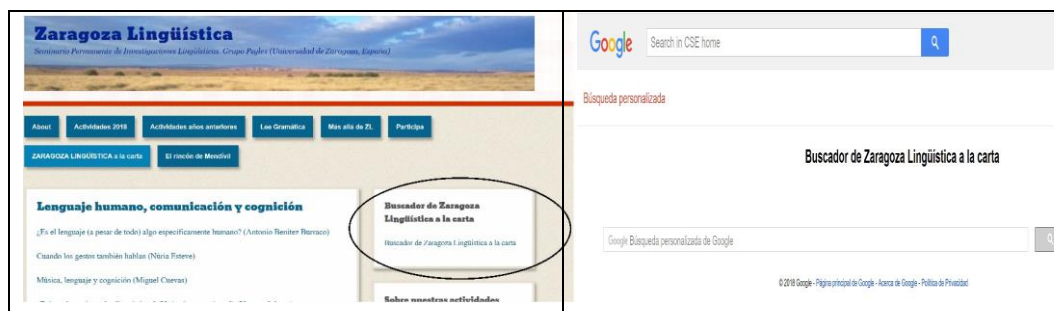 Zaragoza Lingüística
Seminario Permanente de Investigaciones Lingüísticas. Grupo Psylex (Universidad de Zaragoza, España)
About
Actividades 2018
Actividades años anteriores
Lee Gramática
Más allá de ZL
Participa
ZARAGOZA LINGÜÍSTICA a la carta
El rincón de Mendívil
Lenguaje humano, comunicación y cognición
¿Es el lenguaje (a pesar de todo) algo específicamente humano? (Antonio Benítez Burraco)
Cuando los gestos también hablan (Núria Esteve)
Música, lenguaje y cognición (Miguel Cuevas)
Buscador de Zaragoza
Lingüística a la carta
Buscador de Zaragoza Lingüística a la carta
Sobre nuestras actividades
Google
Search in CSE home
Búsqueda personalizada
Buscador de Zaragoza Lingüística a la carta
Google Búsqueda personalizada de Google
© 2018 Google - Página principal de Google - Acerca de Google - Política de Privacidad